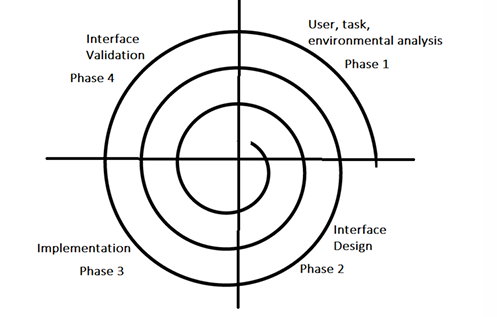 Interface
Validation
Phase 4
User, task,
environmental analysis
Phase 1
Implementation
Phase 3
Interface
Design
Phase 2